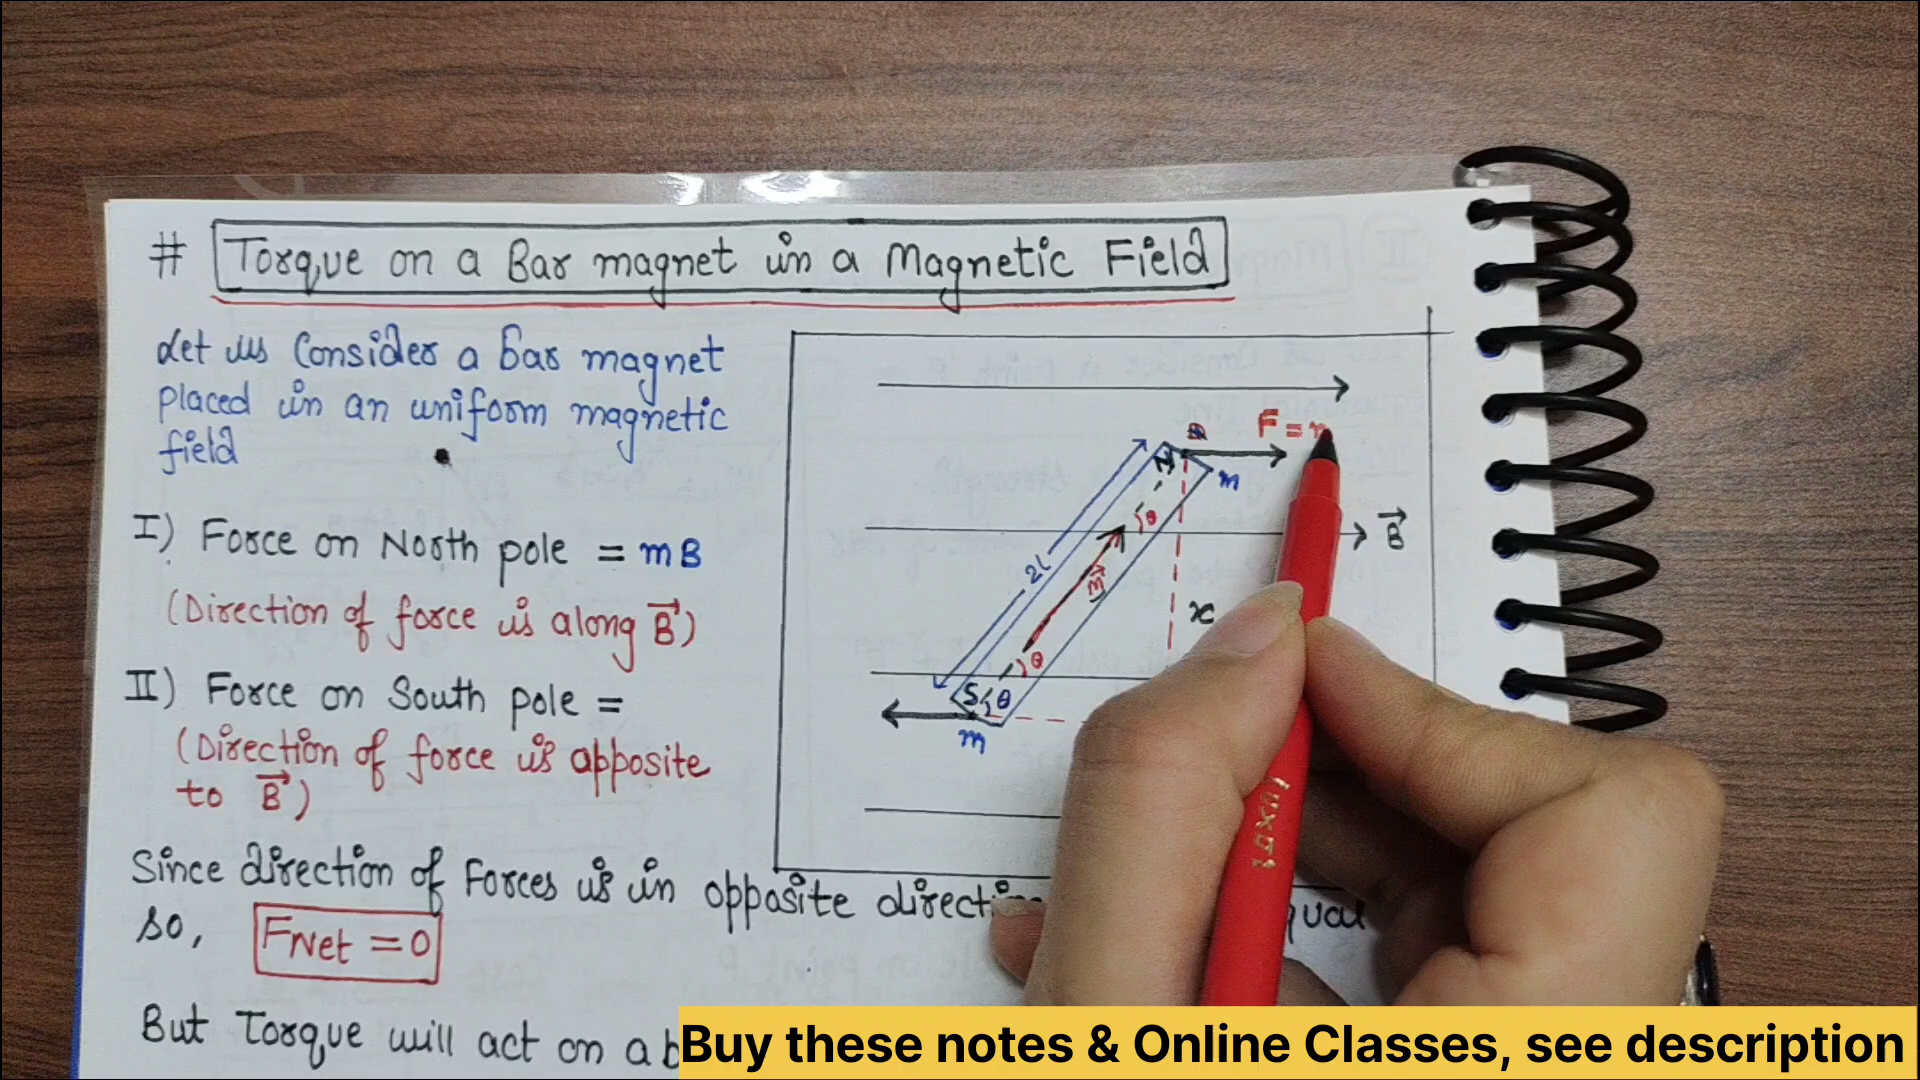 # Torque on a Bar magnet in a Magnetic Field
Let us Consider a bar magnet
placed in an uniform magnetic
field
I) Force on North pole = mB
(Direction of force is along B⃗)
II) Force on South pole =
(Direction of force is opposite
to B⃗)
Since direction of Forces is in opposite
so, FNet = 0
But Torque will act on a
F = m
N
m
θ
B⃗
2l
M⃗
x
θ
S θ
m
luxor
Buy these notes & Online Classes, see description